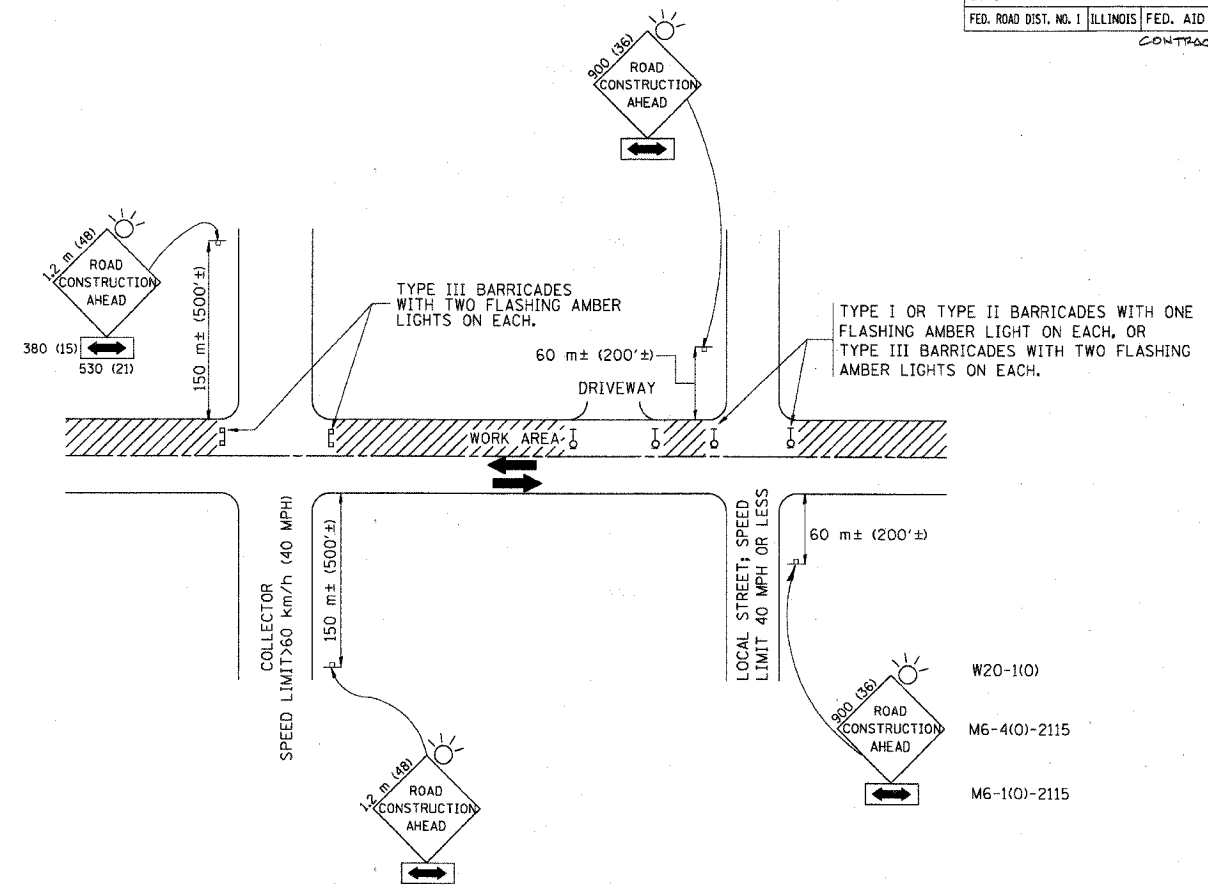 FED. ROAD DIST. NO. 1 ILLINOIS FED. AID
CONTRAC
900 (36)
ROAD
CONSTRUCTION
AHEAD
1.2 m (48)
ROAD
CONSTRUCTION
AHEAD
380 (15)
530 (21)
150 m± (500'±)
TYPE III BARRICADES
WITH TWO FLASHING AMBER
LIGHTS ON EACH.
60 m± (200'±)
DRIVEWAY
TYPE I OR TYPE II BARRICADES WITH ONE
FLASHING AMBER LIGHT ON EACH, OR
TYPE III BARRICADES WITH TWO FLASHING
AMBER LIGHTS ON EACH.
WORK AREA
COLLECTOR
SPEED LIMIT>60 km/h (40 MPH)
150 m± (500'±)
LOCAL STREET; SPEED
LIMIT 40 MPH OR LESS
60 m± (200'±)
1.2 m (48)
ROAD
CONSTRUCTION
AHEAD
900 (36)
ROAD
CONSTRUCTION
AHEAD
W20-1(O)
M6-4(O)-2115
M6-1(O)-2115